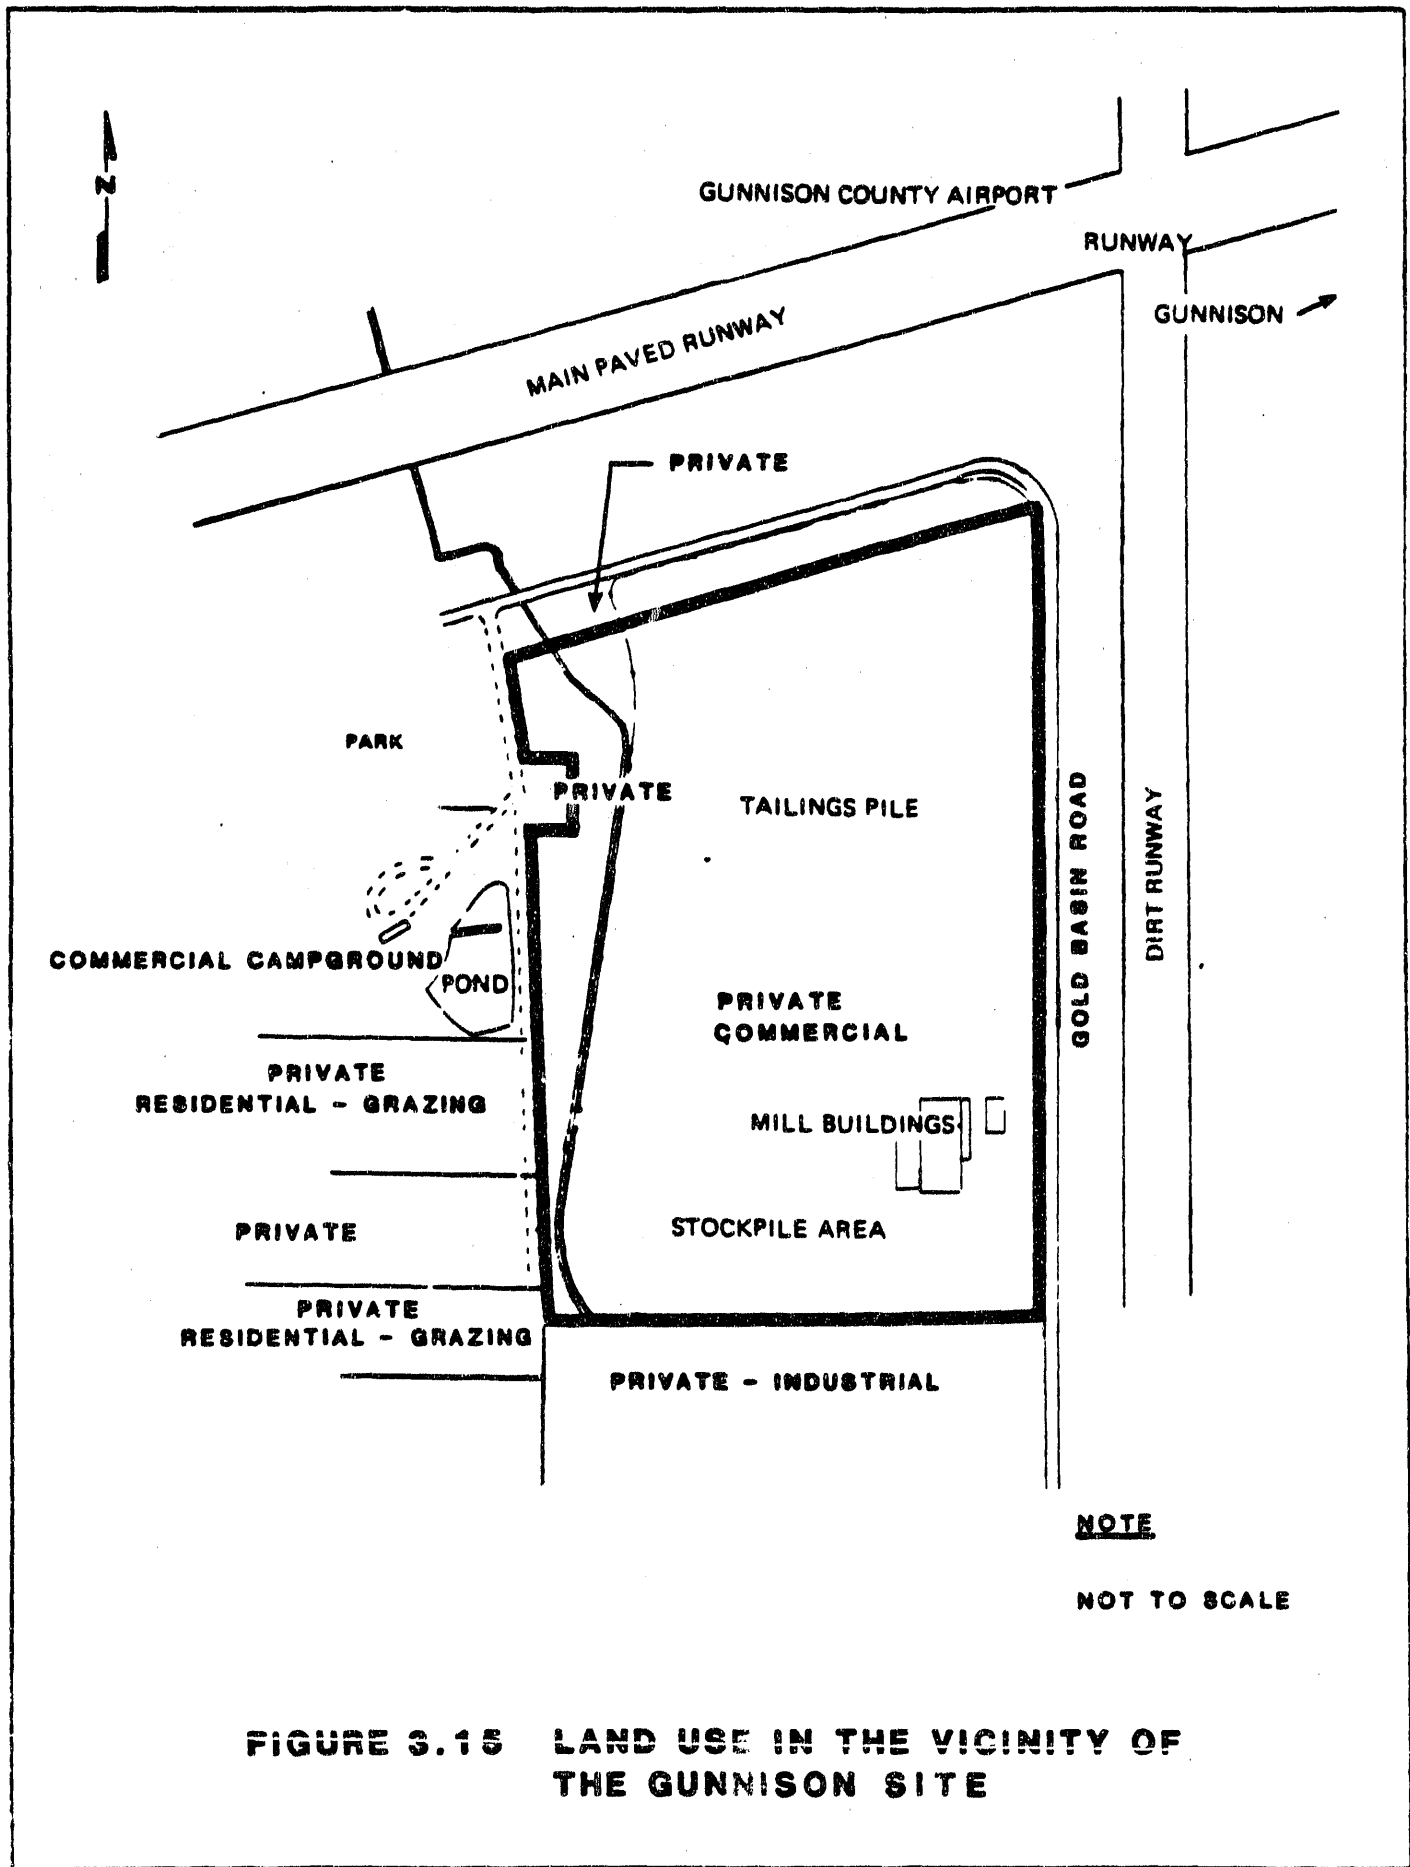 N
GUNNISON COUNTY AIRPORT
RUNWAY
GUNNISON
MAIN PAVED RUNWAY
PRIVATE
PARK
PRIVATE
TAILINGS PILE
GOLD BASIN ROAD
DIRT RUNWAY
COMMERCIAL CAMPGROUND
POND
PRIVATE
COMMERCIAL
PRIVATE
RESIDENTIAL - GRAZING
MILL BUILDINGS
PRIVATE
STOCKPILE AREA
PRIVATE
RESIDENTIAL - GRAZING
PRIVATE - INDUSTRIAL
NOTE
NOT TO SCALE
FIGURE 3.15 LAND USE IN THE VICINITY OF
THE GUNNISON SITE